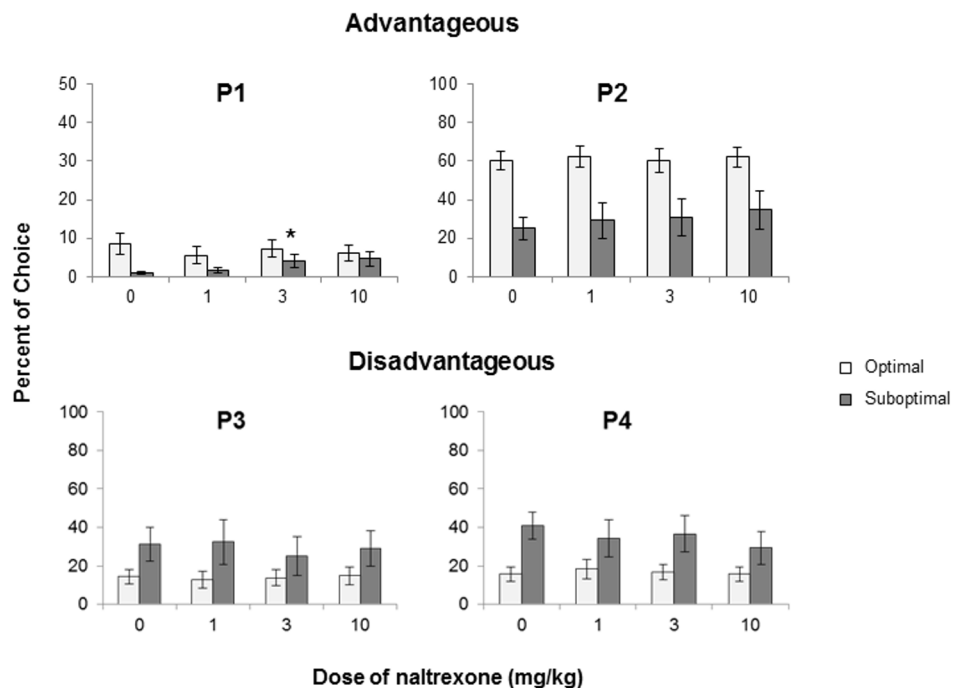 Advantageous
P1
50
40
30
20
10
0
*
0 1 3 10
P2
100
80
60
40
20
0
0 1 3 10
Percent of Choice
Disadvantageous
P3
100
80
60
40
20
0
0 1 3 10
P4
100
80
60
40
20
0
0 1 3 10
Optimal
Suboptimal
Dose of naltrexone (mg/kg)